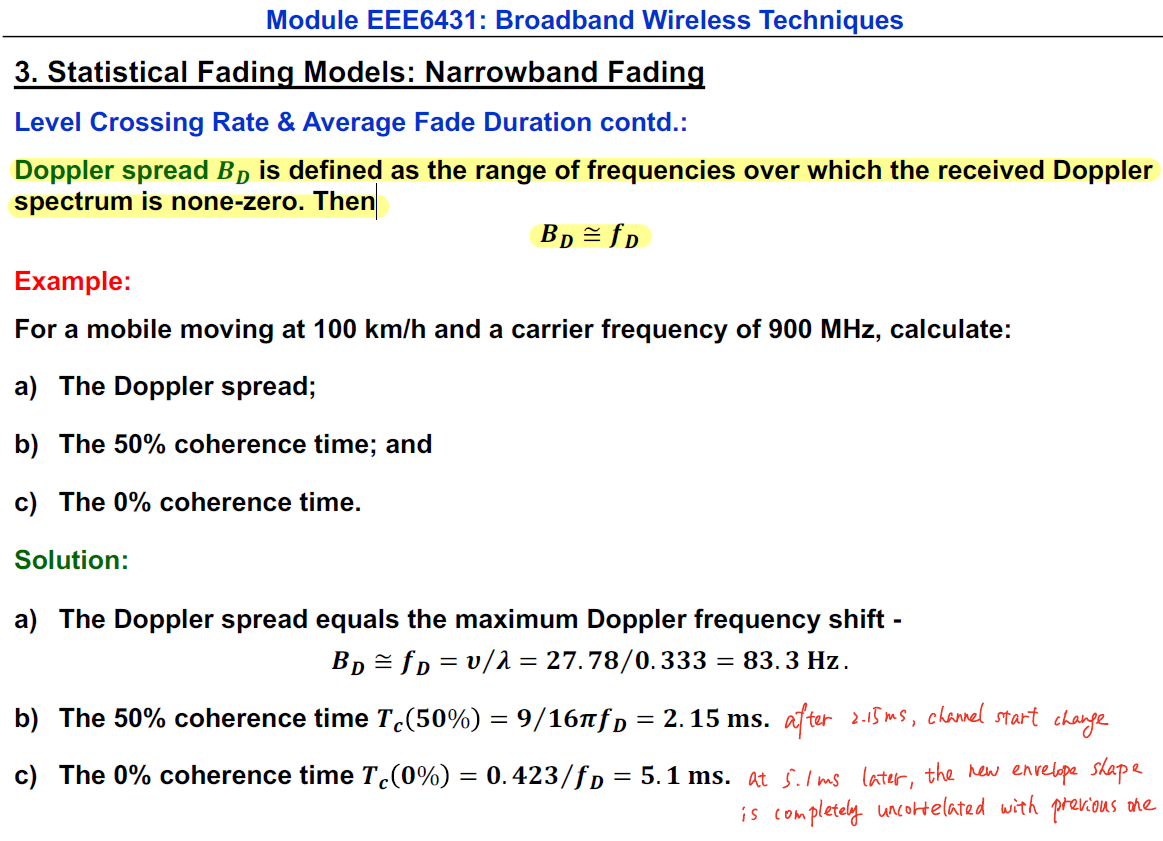 Module EEE6431: Broadband Wireless Techniques
3. Statistical Fading Models: Narrowband Fading
Level Crossing Rate & Average Fade Duration contd.:
Doppler spread B_D is defined as the range of frequencies over which the received Doppler
spectrum is none-zero. Then
B_D ≅ f_D
Example:
For a mobile moving at 100 km/h and a carrier frequency of 900 MHz, calculate:
a) The Doppler spread;
b) The 50% coherence time; and
c) The 0% coherence time.
Solution:
a) The Doppler spread equals the maximum Doppler frequency shift -
B_D ≅ f_D = υ/λ = 27.78/0.333 = 83.3 Hz.
b) The 50% coherence time T_c(50%) = 9/16πf_D = 2.15 ms. after 2.15ms, channel start change
c) The 0% coherence time T_c(0%) = 0.423/f_D = 5.1 ms. at 5.1ms later, the new envelope shape
is completely uncorrelated with previous one